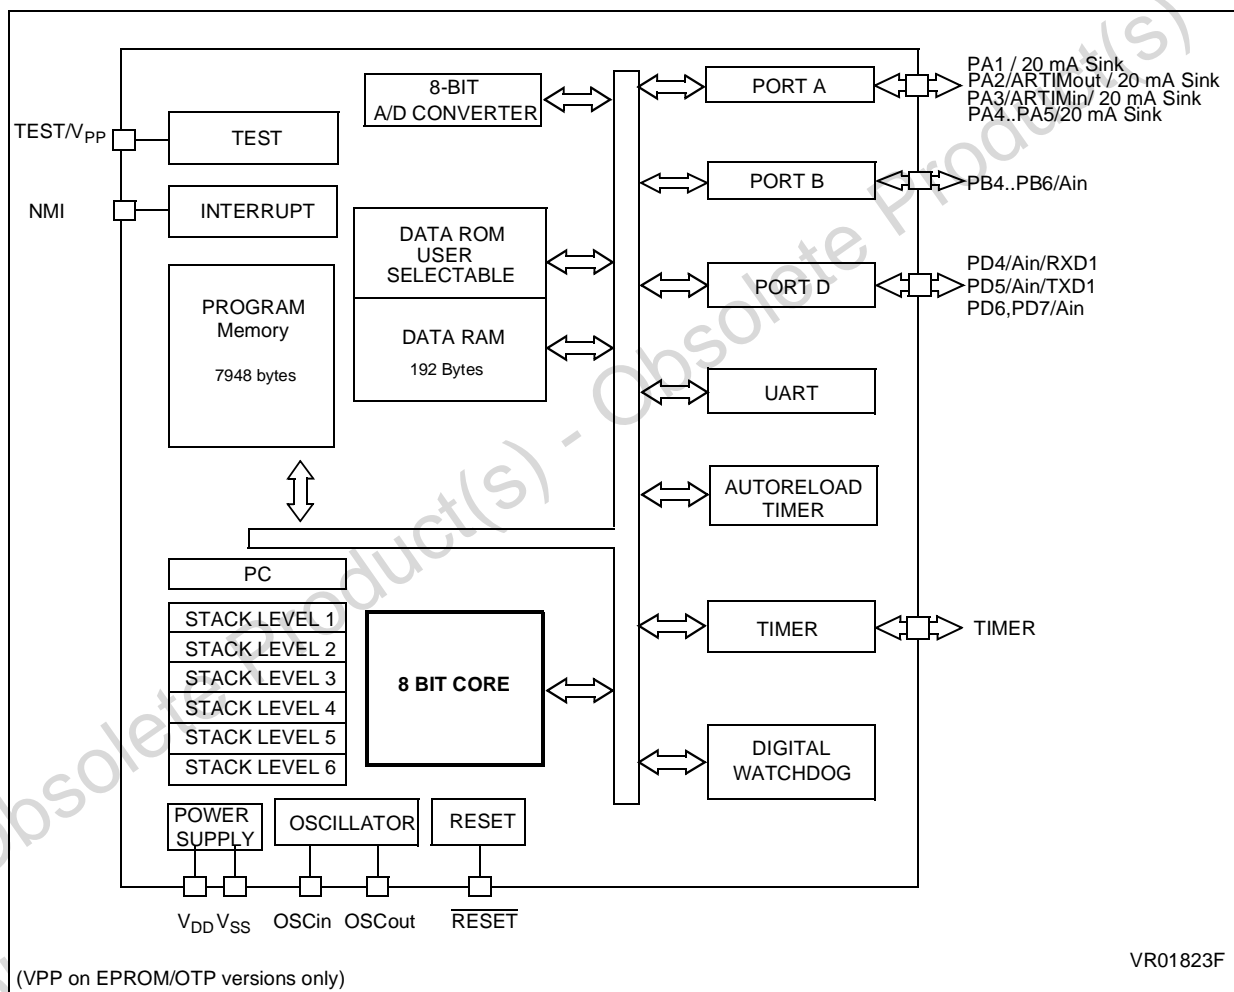 8-BIT
A/D CONVERTER
PORT A
PA1 / 20 mA Sink
PA2/ARTIMout / 20 mA Sink
PA3/ARTIMin/ 20 mA Sink
PA4..PA5/20 mA Sink
TEST/VPP
TEST
PORT B
PB4..PB6/Ain
NMI
INTERRUPT
DATA ROM
USER
SELECTABLE
PORT D
PD4/Ain/RXD1
PD5/Ain/TXD1
PD6,PD7/Ain
PROGRAM
Memory
7948 bytes
DATA RAM
192 Bytes
UART
AUTORELOAD
TIMER
PC
STACK LEVEL 1
STACK LEVEL 2
STACK LEVEL 3
STACK LEVEL 4
STACK LEVEL 5
STACK LEVEL 6
8 BIT CORE
TIMER
TIMER
DIGITAL
WATCHDOG
POWER
SUPPLY
OSCILLATOR
RESET
VDD VSS OSCin OSCout RESET
VR01823F
(VPP on EPROM/OTP versions only)
Obsolete Product(s) - Obsolete Product(s)